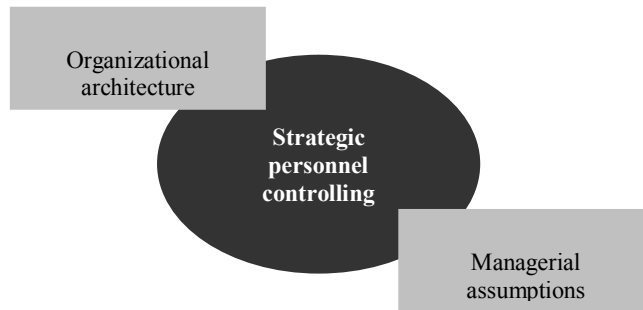 Organizational
architecture
Strategic
personnel
controlling
Managerial
assumptions